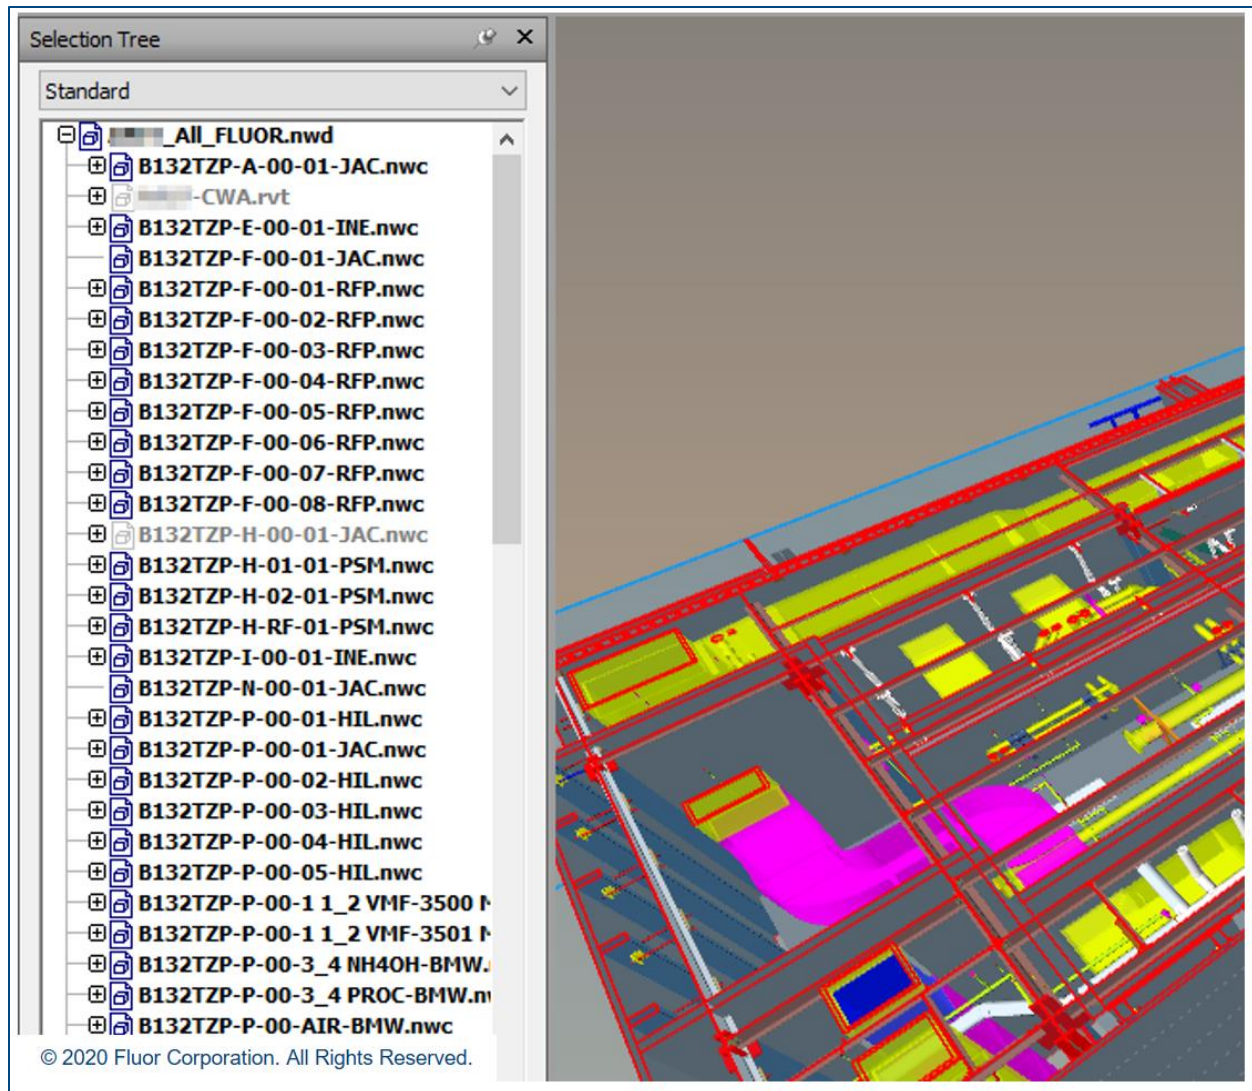 Selection Tree
Standard
_All_FLUOR.nwd
B132TZP-A-00-01-JAC.nwc
-CWA.rvt
B132TZP-E-00-01-INE.nwc
B132TZP-F-00-01-JAC.nwc
B132TZP-F-00-01-RFP.nwc
B132TZP-F-00-02-RFP.nwc
B132TZP-F-00-03-RFP.nwc
B132TZP-F-00-04-RFP.nwc
B132TZP-F-00-05-RFP.nwc
B132TZP-F-00-06-RFP.nwc
B132TZP-F-00-07-RFP.nwc
B132TZP-F-00-08-RFP.nwc
B132TZP-H-00-01-JAC.nwc
B132TZP-H-01-01-PSM.nwc
B132TZP-H-02-01-PSM.nwc
B132TZP-H-RF-01-PSM.nwc
B132TZP-I-00-01-INE.nwc
B132TZP-N-00-01-JAC.nwc
B132TZP-P-00-01-HIL.nwc
B132TZP-P-00-01-JAC.nwc
B132TZP-P-00-02-HIL.nwc
B132TZP-P-00-03-HIL.nwc
B132TZP-P-00-04-HIL.nwc
B132TZP-P-00-05-HIL.nwc
B132TZP-P-00-1 1_2 VMF-3500
B132TZP-P-00-1 1_2 VMF-3501
B132TZP-P-00-3_4 NH4OH-BMW.
B132TZP-P-00-3_4 PROC-BMW.n
B132TZP-P-00-AIR-BMW.nwc
© 2020 Fluor Corporation. All Rights Reserved.